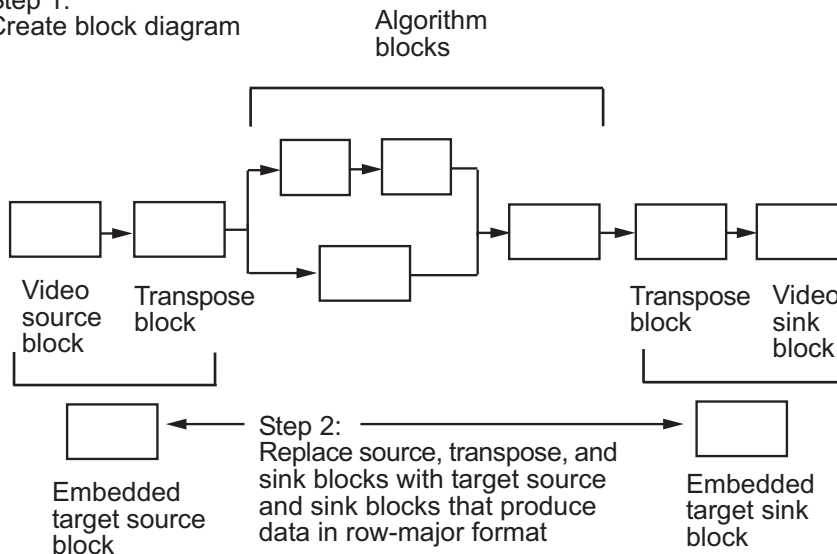 Step 1:
Create block diagram
Algorithm
blocks
Video
source
block
Transpose
block
Transpose
block
Video
sink
block
Step 2:
Replace source, transpose, and
sink blocks with target source
and sink blocks that produce
data in row-major format
Embedded
target source
block
Embedded
target sink
block